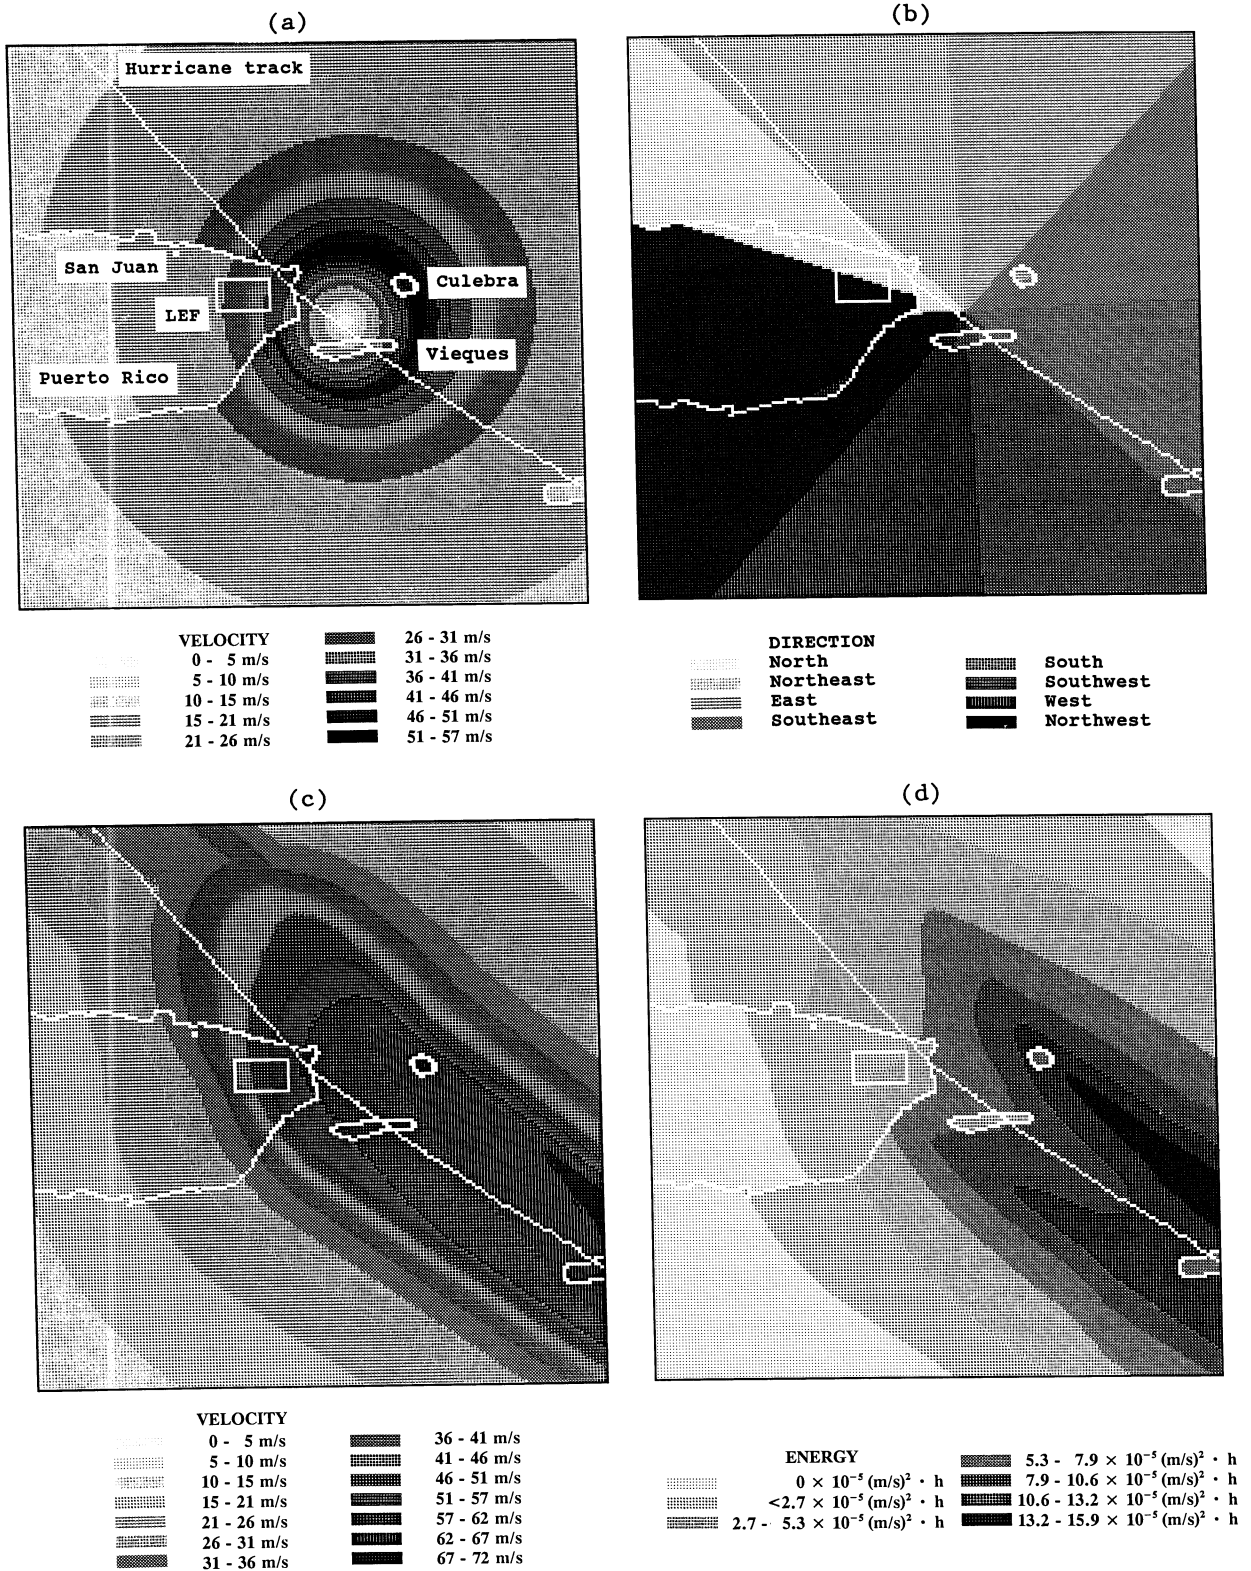 (a)
(b)
Hurricane track
San Juan
LEF
Culebra
Vieques
Puerto Rico
VELOCITY
0 - 5 m/s
5 - 10 m/s
10 - 15 m/s
15 - 21 m/s
21 - 26 m/s
26 - 31 m/s
31 - 36 m/s
36 - 41 m/s
41 - 46 m/s
46 - 51 m/s
51 - 57 m/s
DIRECTION
North
Northeast
East
Southeast
South
Southwest
West
Northwest
(c)
(d)
VELOCITY
0 - 5 m/s
5 - 10 m/s
10 - 15 m/s
15 - 21 m/s
21 - 26 m/s
26 - 31 m/s
31 - 36 m/s
36 - 41 m/s
41 - 46 m/s
46 - 51 m/s
51 - 57 m/s
57 - 62 m/s
62 - 67 m/s
67 - 72 m/s
ENERGY
0 × 10⁻⁵ (m/s)² · h
<2.7 × 10⁻⁵ (m/s)² · h
2.7 - 5.3 × 10⁻⁵ (m/s)² · h
5.3 - 7.9 × 10⁻⁵ (m/s)² · h
7.9 - 10.6 × 10⁻⁵ (m/s)² · h
10.6 - 13.2 × 10⁻⁵ (m/s)² · h
13.2 - 15.9 × 10⁻⁵ (m/s)² · h